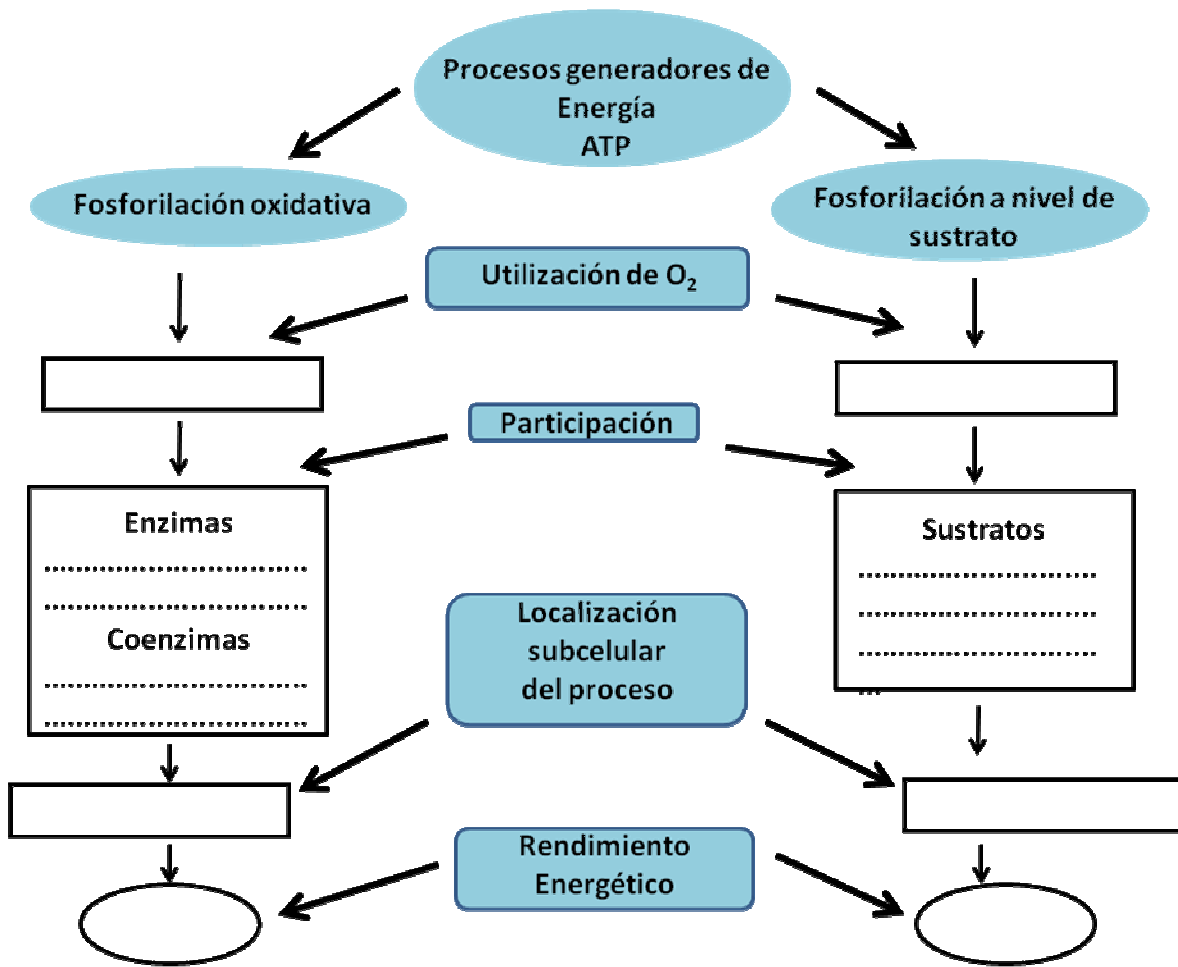 Procesos generadores de
Energía
ATP
Fosforilación oxidativa
Fosforilación a nivel de
sustrato
Utilización de O₂
Participación
Enzimas
................................
................................
Coenzimas
................................
................................
Sustratos
.............................
.............................
.............................
...
Localización
subcelular
del proceso
Rendimiento
Energético